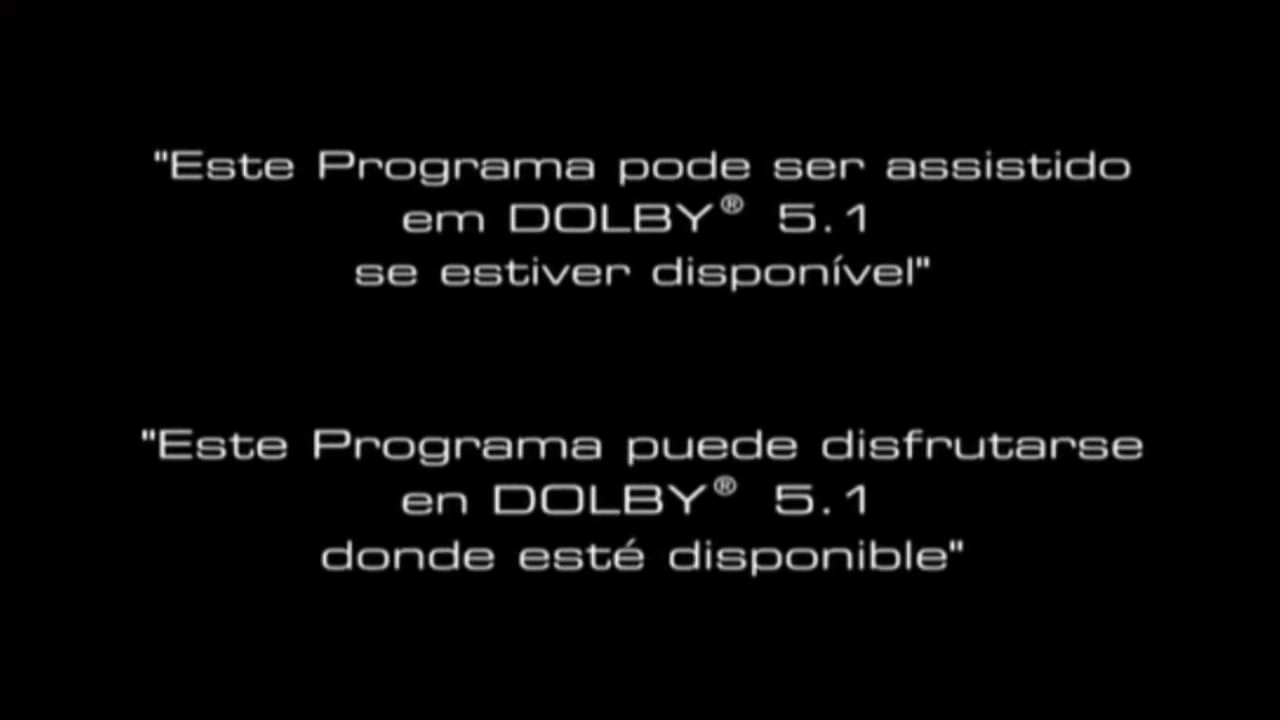 "Este Programa pode ser assistido
em DOLBY® 5.1
se estiver disponível"
"Este Programa puede disfrutarse
en DOLBY® 5.1
donde esté disponible"